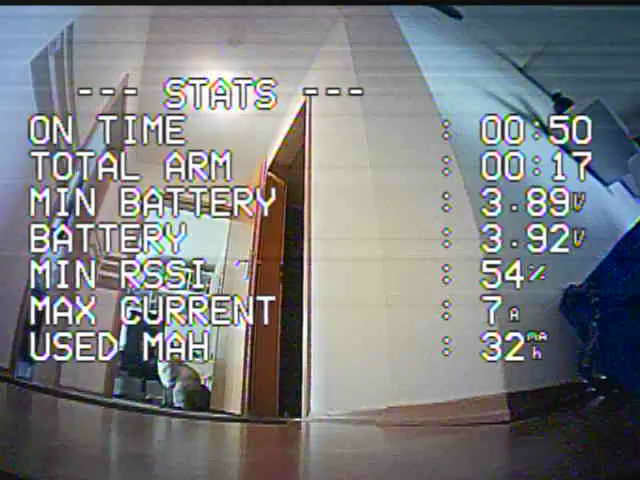 --- STATS ---
ON TIME : 00:50
TOTAL ARM : 00:17
MIN BATTERY : 3.89V
BATTERY : 3.92V
MIN RSSI : 54%
MAX CURRENT : 7A
USED MAH : 32mAh